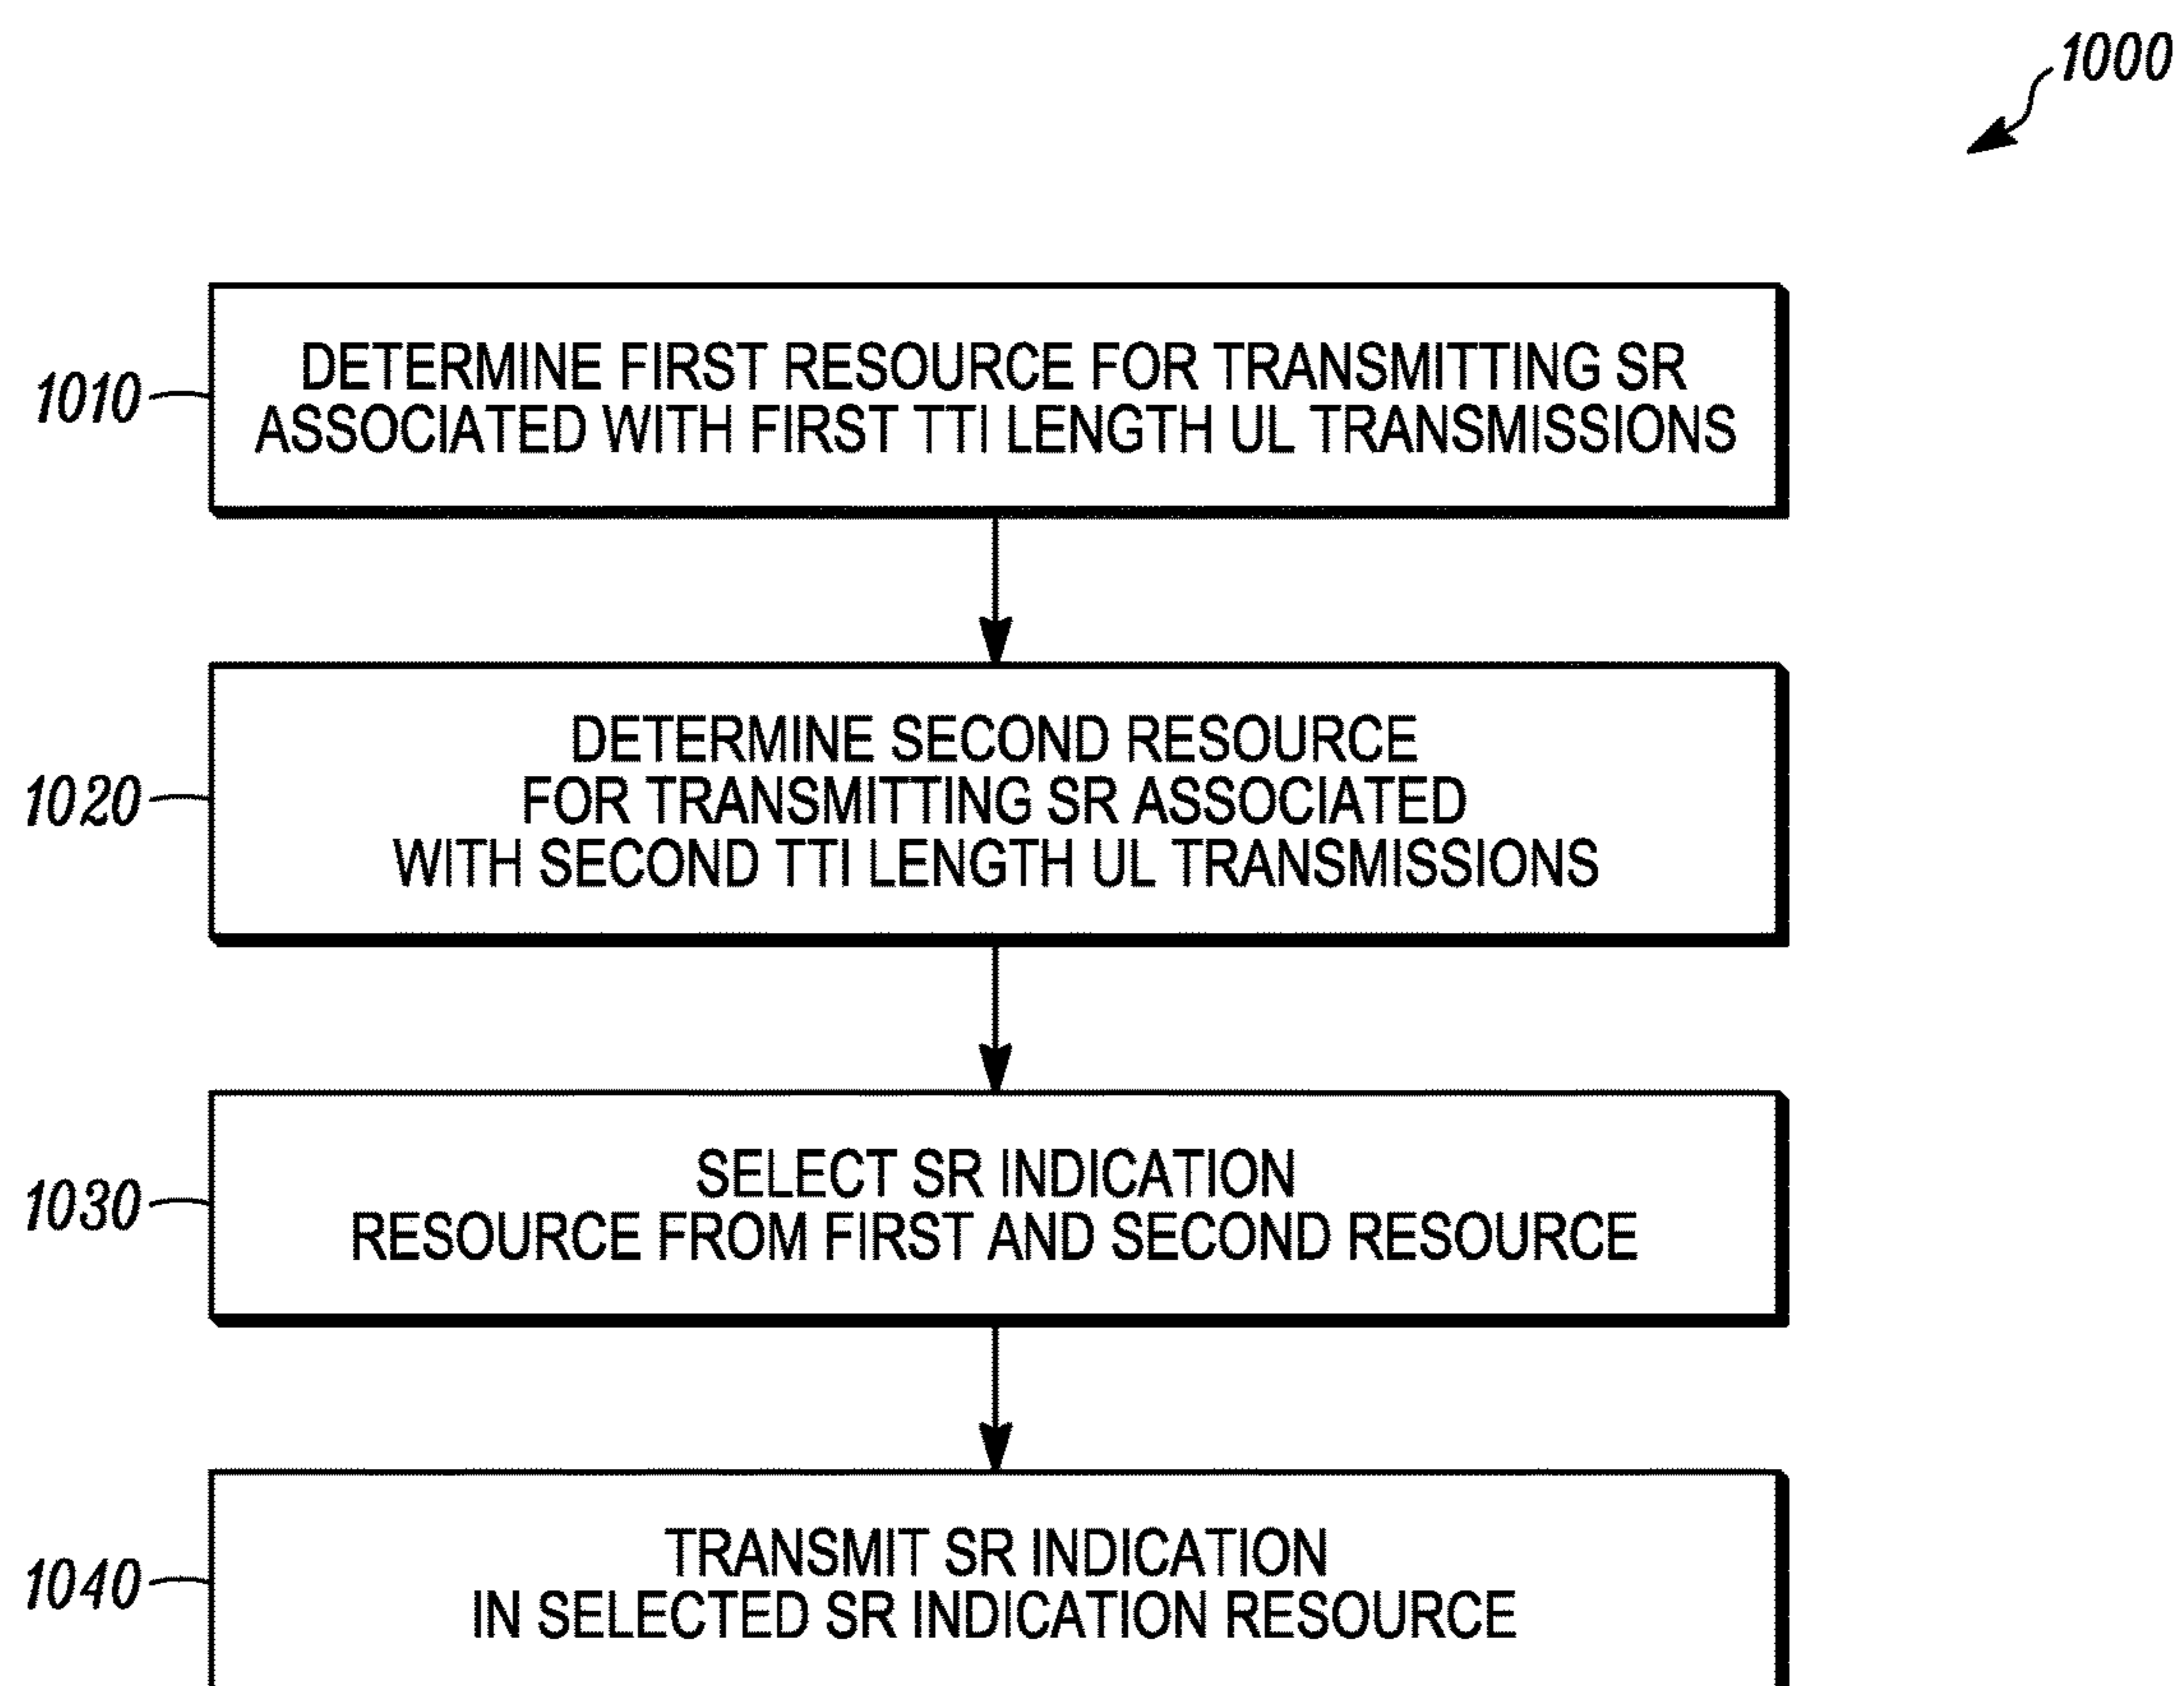 1000
1010
DETERMINE FIRST RESOURCE FOR TRANSMITTING SR
ASSOCIATED WITH FIRST TTI LENGTH UL TRANSMISSIONS
1020
DETERMINE SECOND RESOURCE
FOR TRANSMITTING SR ASSOCIATED
WITH SECOND TTI LENGTH UL TRANSMISSIONS
1030
SELECT SR INDICATION
RESOURCE FROM FIRST AND SECOND RESOURCE
1040
TRANSMIT SR INDICATION
IN SELECTED SR INDICATION RESOURCE